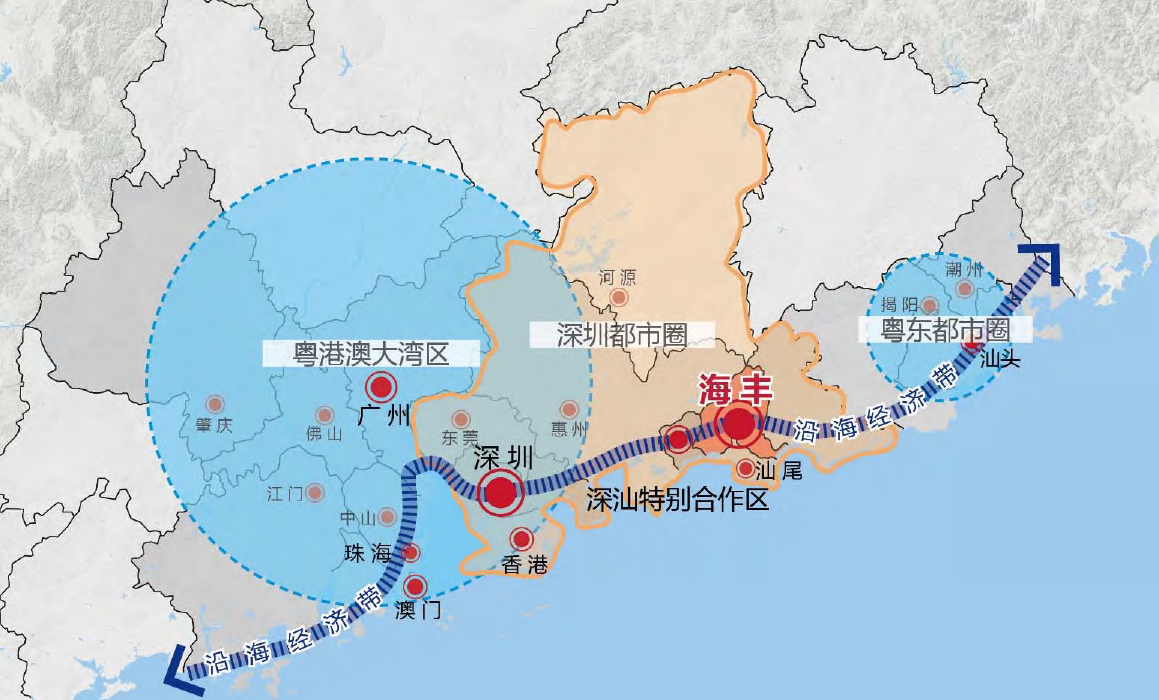 潮州
河源
揭阳
粤东都市圈
深圳都市圈
粤港澳大湾区
汕头
海丰
广州
肇庆
佛山
东莞
惠州
沿海经济带
深圳
汕尾
江门
深汕特别合作区
中山
珠海
香港
澳门
沿海经济带